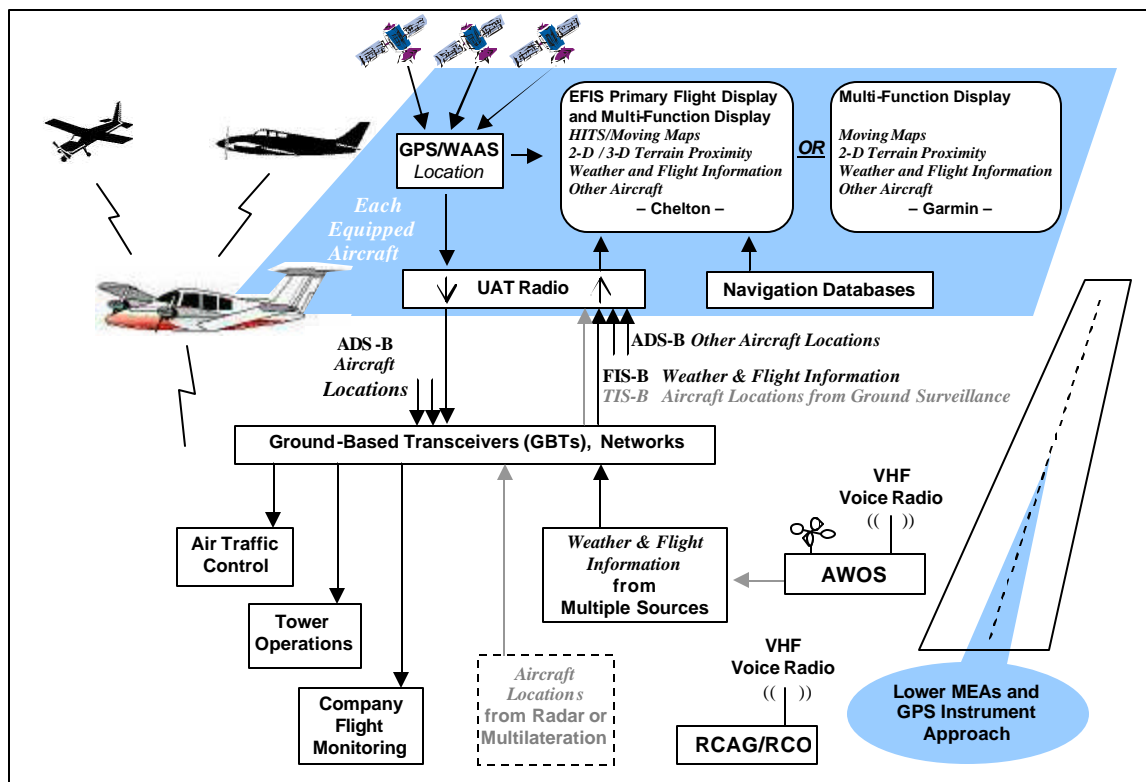 EFIS Primary Flight Display
and Multi-Function Display
HITS/Moving Maps
2-D / 3-D Terrain Proximity
Weather and Flight Information
Other Aircraft
– Chelton –
OR
Multi-Function Display
Moving Maps
2-D Terrain Proximity
Weather and Flight Information
Other Aircraft
– Garmin –
GPS/WAAS
Location
Each
Equipped
Aircraft
UAT Radio
Navigation Databases
ADS -B
Aircraft
Locations
ADS-B Other Aircraft Locations
FIS-B Weather & Flight Information
TIS-B Aircraft Locations from Ground Surveillance
Ground-Based Transceivers (GBTs), Networks
Air Traffic
Control
Tower
Operations
Company
Flight
Monitoring
Aircraft
Locations
from Radar or
Multilateration
Weather & Flight
Information
from
Multiple Sources
VHF
Voice Radio
(( ))
AWOS
VHF
Voice Radio
(( ))
RCAG/RCO
Lower MEAs and
GPS Instrument
Approach